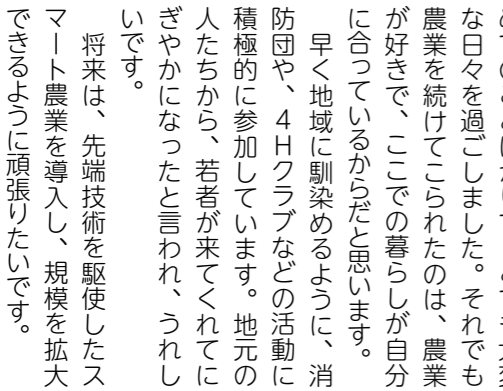 な日々を過ごしました。それでも
農業を続けてこられたのは、農業
が好きで、ここでの暮らしが自分
に合っているからだと思います。
　早く地域に馴染めるように、消
防団や、４Ｈクラブなどの活動に
積極的に参加しています。地元の
人たちから、若者が来てくれてに
ぎやかになったと言われ、うれし
いです。
　将来は、先端技術を駆使したス
マート農業を導入し、規模を拡大
できるように頑張りたいです。